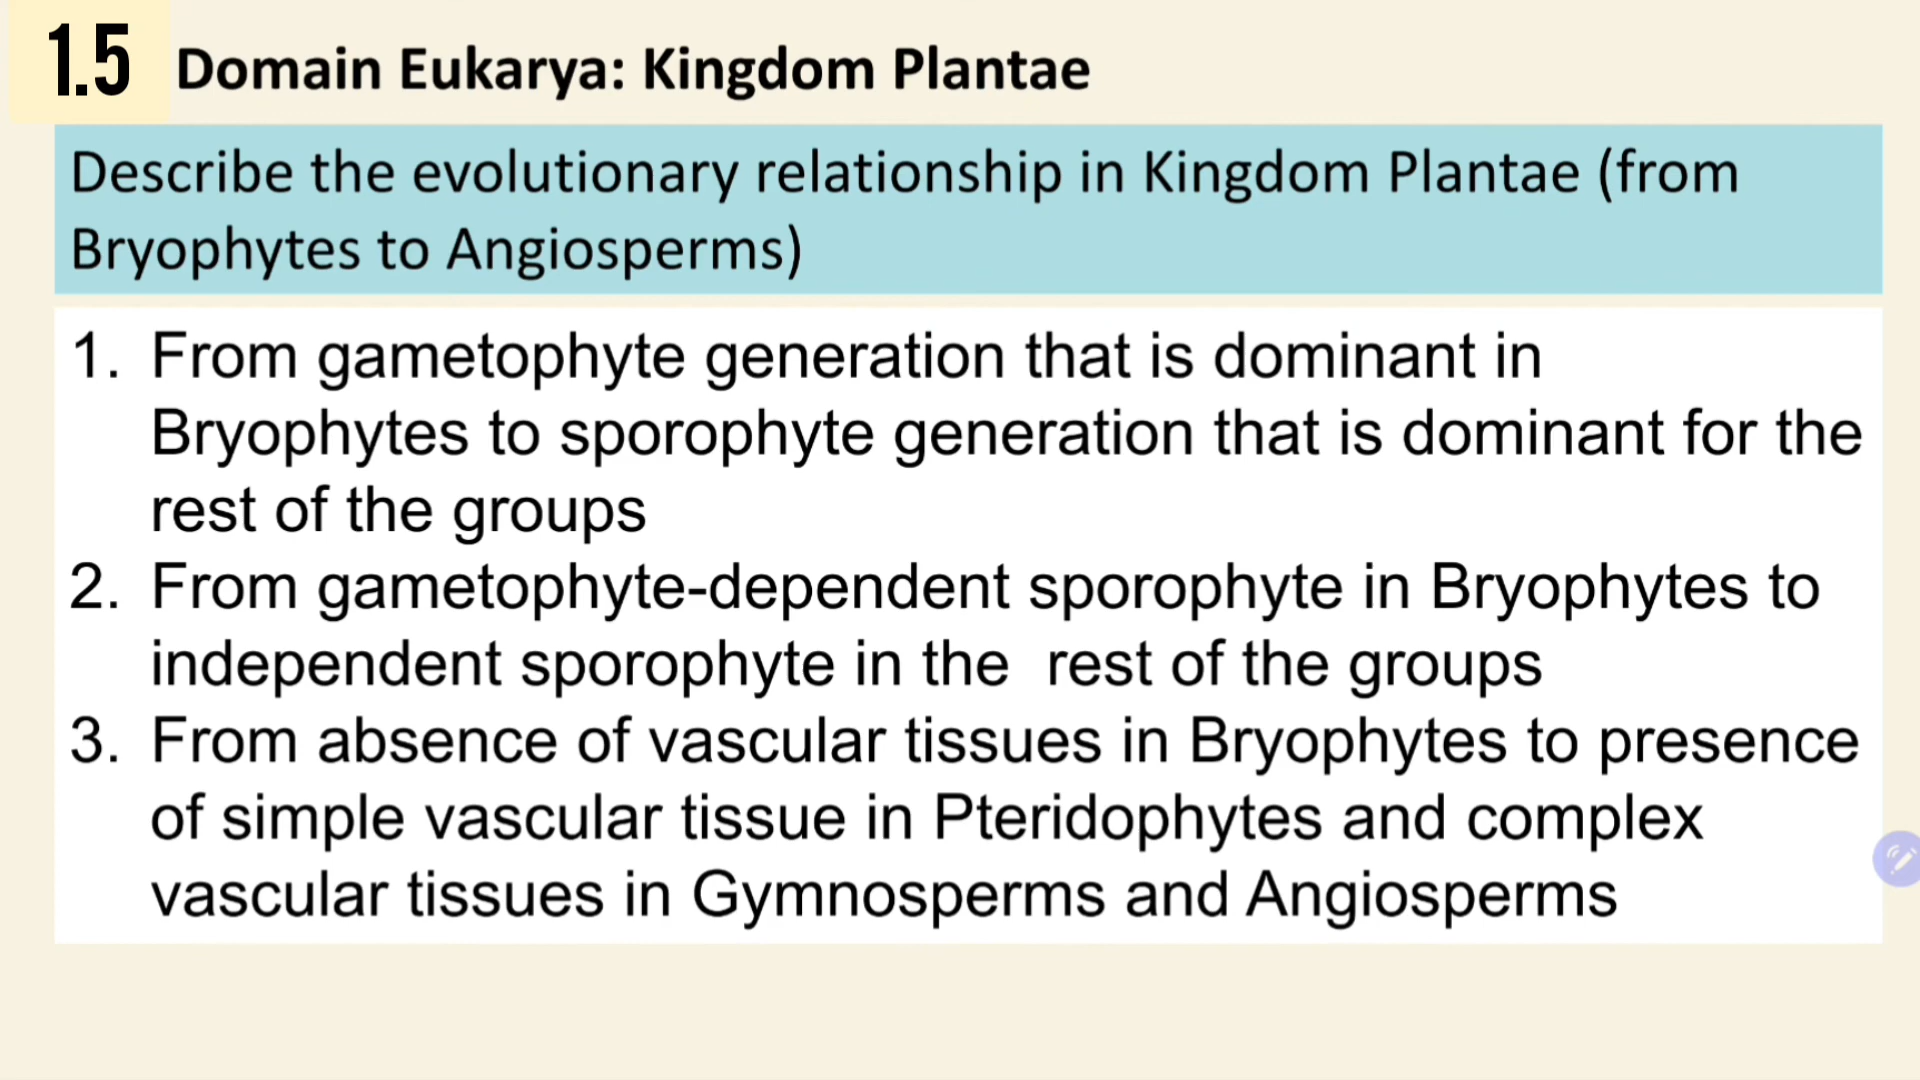 1.5 Domain Eukarya: Kingdom Plantae
Describe the evolutionary relationship in Kingdom Plantae (from
Bryophytes to Angiosperms)
1. From gametophyte generation that is dominant in
Bryophytes to sporophyte generation that is dominant for the
rest of the groups
2. From gametophyte-dependent sporophyte in Bryophytes to
independent sporophyte in the  rest of the groups
3. From absence of vascular tissues in Bryophytes to presence
of simple vascular tissue in Pteridophytes and complex
vascular tissues in Gymnosperms and Angiosperms